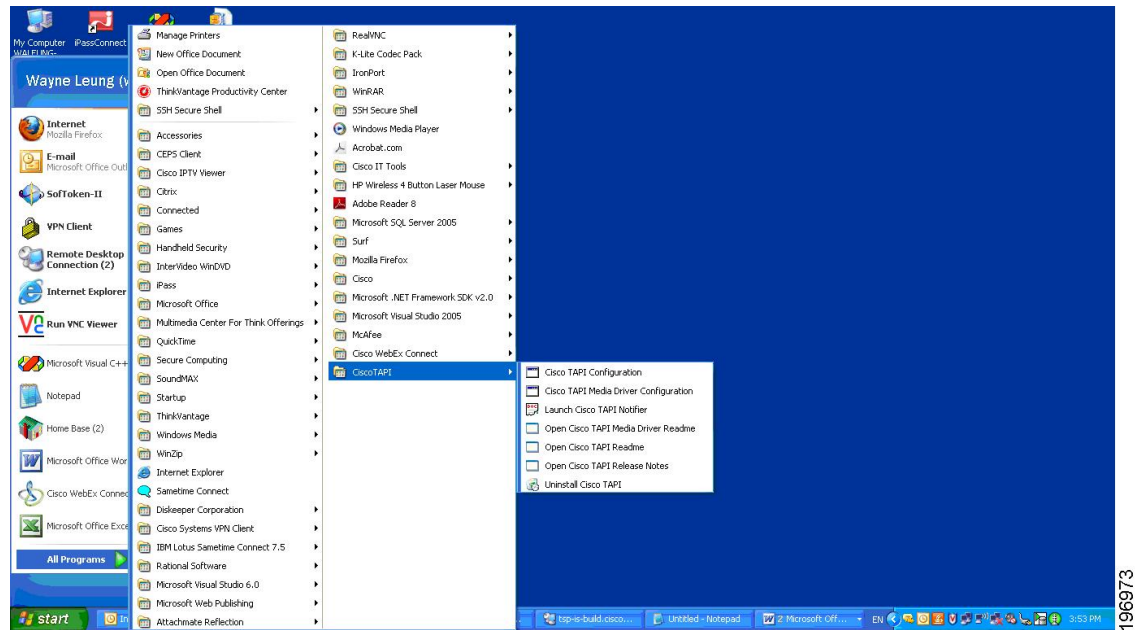 My Computer
iPassConnect
WALEUNG-
Wayne Leung (w
Internet
Mozilla Firefox
E-mail
Microsoft Office Outl
SofToken-II
VPN Client
Remote Desktop
Connection (2)
Internet Explorer
Run VNC Viewer
Microsoft Visual C++
Notepad
Home Base (2)
Microsoft Office Wor
Cisco WebEx Connec
Microsoft Office Exce
All Programs
Manage Printers
New Office Document
Open Office Document
ThinkVantage Productivity Center
SSH Secure Shell
Accessories
CEPS Client
Cisco IPTV Viewer
Citrix
Connected
Games
Handheld Security
InterVideo WinDVD
iPass
Microsoft Office
Multimedia Center For Think Offerings
QuickTime
Secure Computing
SoundMAX
Startup
ThinkVantage
Windows Media
WinZip
Internet Explorer
Sametime Connect
Diskeeper Corporation
Cisco Systems VPN Client
IBM Lotus Sametime Connect 7.5
Rational Software
Microsoft Visual Studio 6.0
Microsoft Web Publishing
Attachmate Reflection
RealVNC
K-Lite Codec Pack
IronPort
WinRAR
SSH Secure Shell
Windows Media Player
Acrobat.com
Cisco IT Tools
HP Wireless 4 Button Laser Mouse
Adobe Reader 8
Microsoft SQL Server 2005
Surf
Mozilla Firefox
Cisco
Microsoft .NET Framework SDK v2.0
Microsoft Visual Studio 2005
McAfee
Cisco WebEx Connect
CiscoTAPI
Cisco TAPI Configuration
Cisco TAPI Media Driver Configuration
Launch Cisco TAPI Notifier
Open Cisco TAPI Media Driver Readme
Open Cisco TAPI Readme
Open Cisco TAPI Release Notes
Uninstall Cisco TAPI
start
In
tsp-is-build.cisco...
Untitled - Notepad
2 Microsoft Off...
EN
3:53 PM
196973